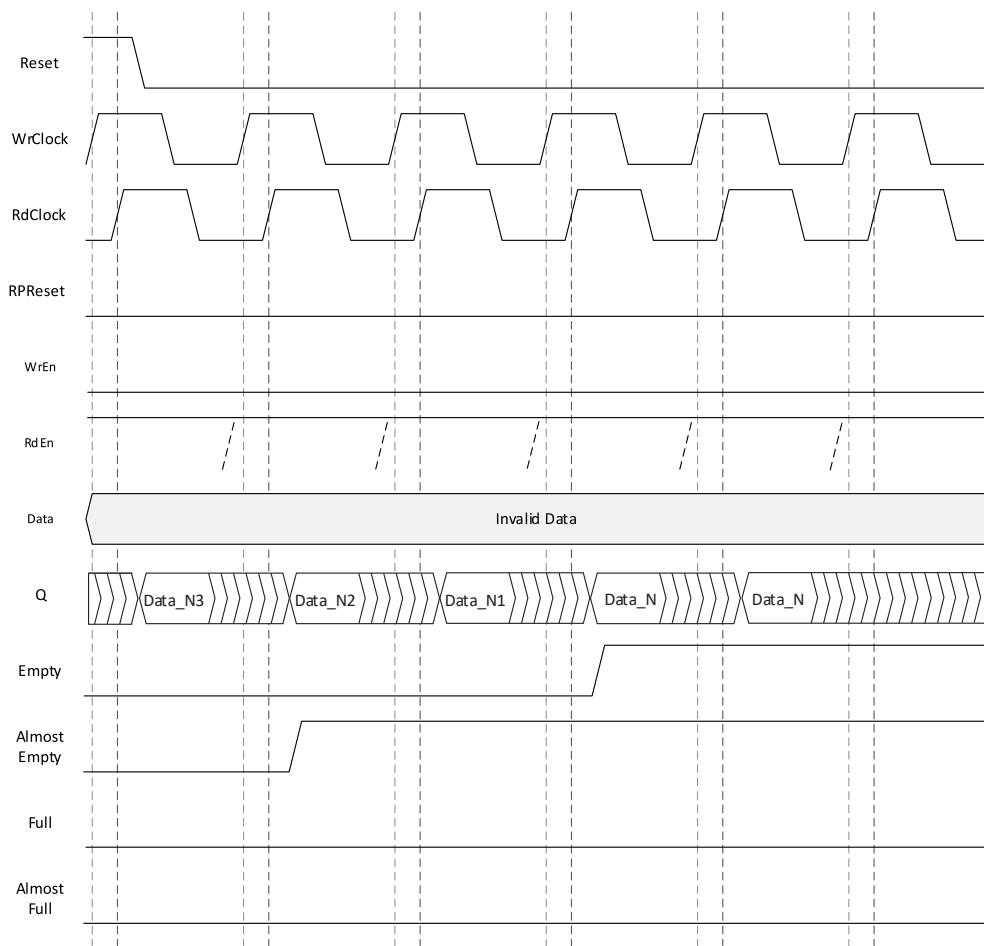 Reset
WrClock
RdClock
RPReset
WrEn
RdEn
Data
Invalid Data
Q
Data_N3
Data_N2
Data_N1
Data_N
Data_N
Empty
Almost
Empty
Full
Almost
Full